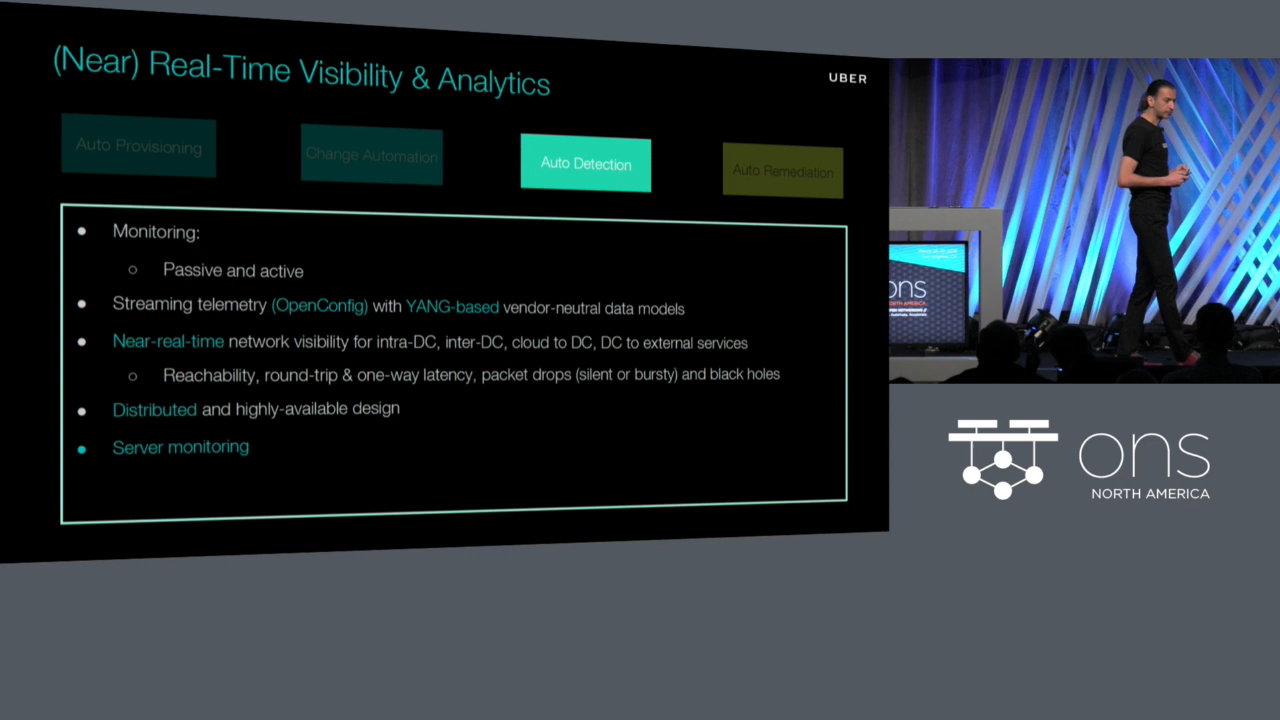 (Near) Real-Time Visibility & Analytics
UBER
Auto Provisioning
Change Automation
Auto Detection
Auto Remediation
Monitoring:
Passive and active
Streaming telemetry (OpenConfig) with YANG-based vendor-neutral data models
Near-real-time network visibility for intra-DC, inter-DC, cloud to DC, DC to external services
Reachability, round-trip & one-way latency, packet drops (silent or bursty) and black holes
Distributed and highly-available design
Server monitoring
ons
NORTH AMERICA
ons
NORTH AMERICA